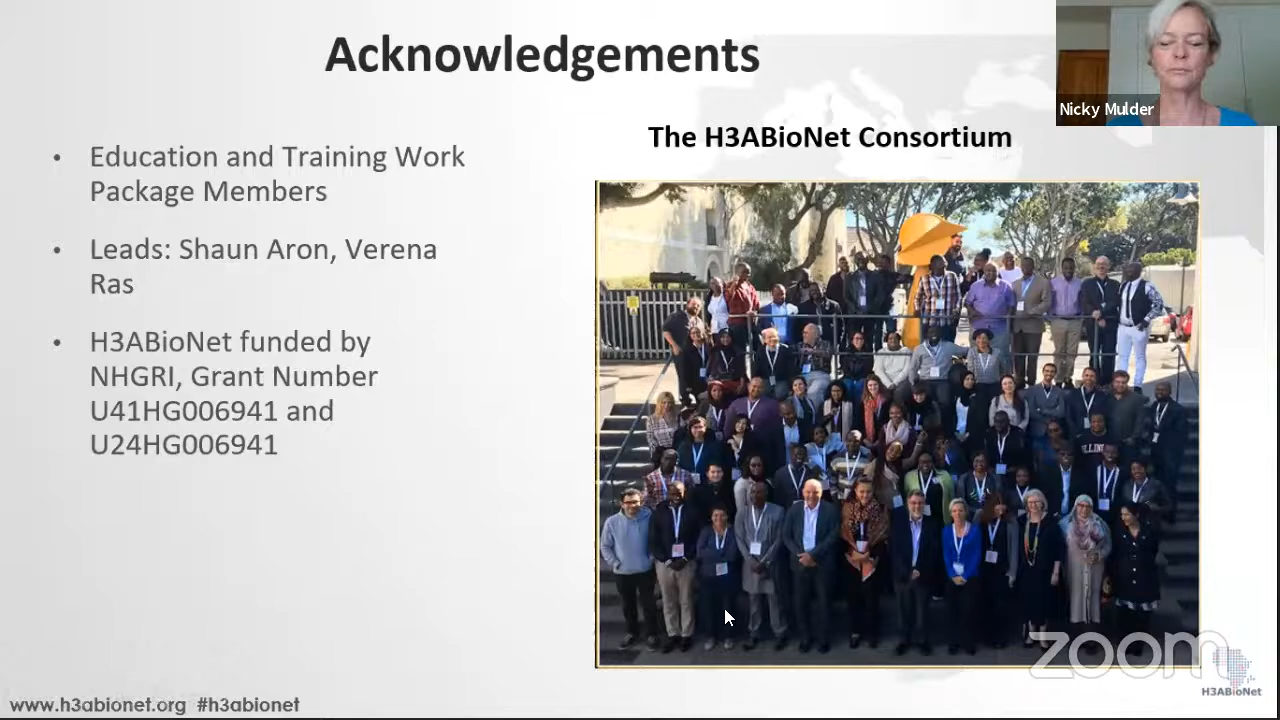 Acknowledgements
Nicky Mulder
The H3ABioNet Consortium
• Education and Training Work
Package Members
• Leads: Shaun Aron, Verena
Ras
• H3ABioNet funded by
NHGRI, Grant Number
U41HG006941 and
U24HG006941
zoom
H3ABioNet
www.h3abionet.org #h3abionet